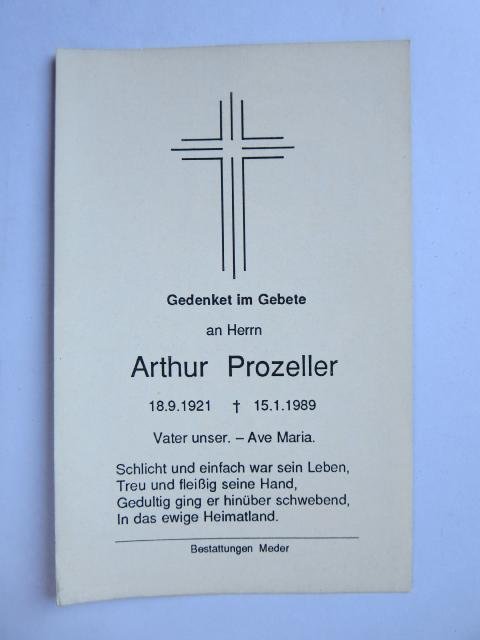 Gedenket im Gebete
an Herrn
Arthur Prozeller
18.9.1921 † 15.1.1989
Vater unser. – Ave Maria.
Schlicht und einfach war sein Leben,
Treu und fleißig seine Hand,
Gedultig ging er hinüber schwebend,
In das ewige Heimatland.
Bestattungen Meder